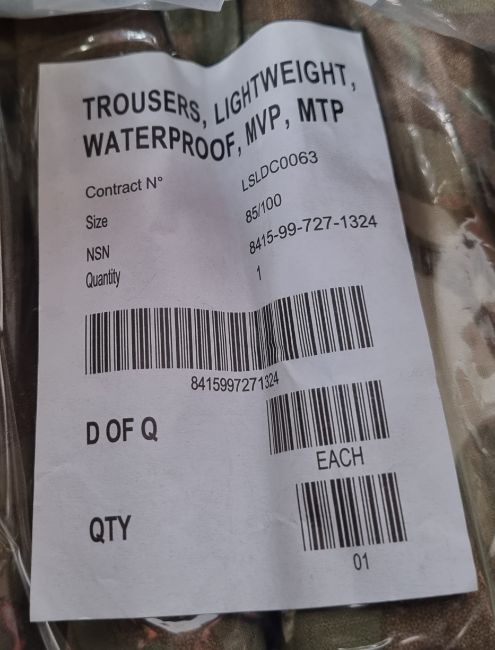 TROUSERS, LIGHTWEIGHT,
WATERPROOF, MVP, MTP
Contract N° LSLDC0063
Size 85/100
NSN 8415-99-727-1324
Quantity 1
8415997271324
D OF Q
EACH
QTY
01